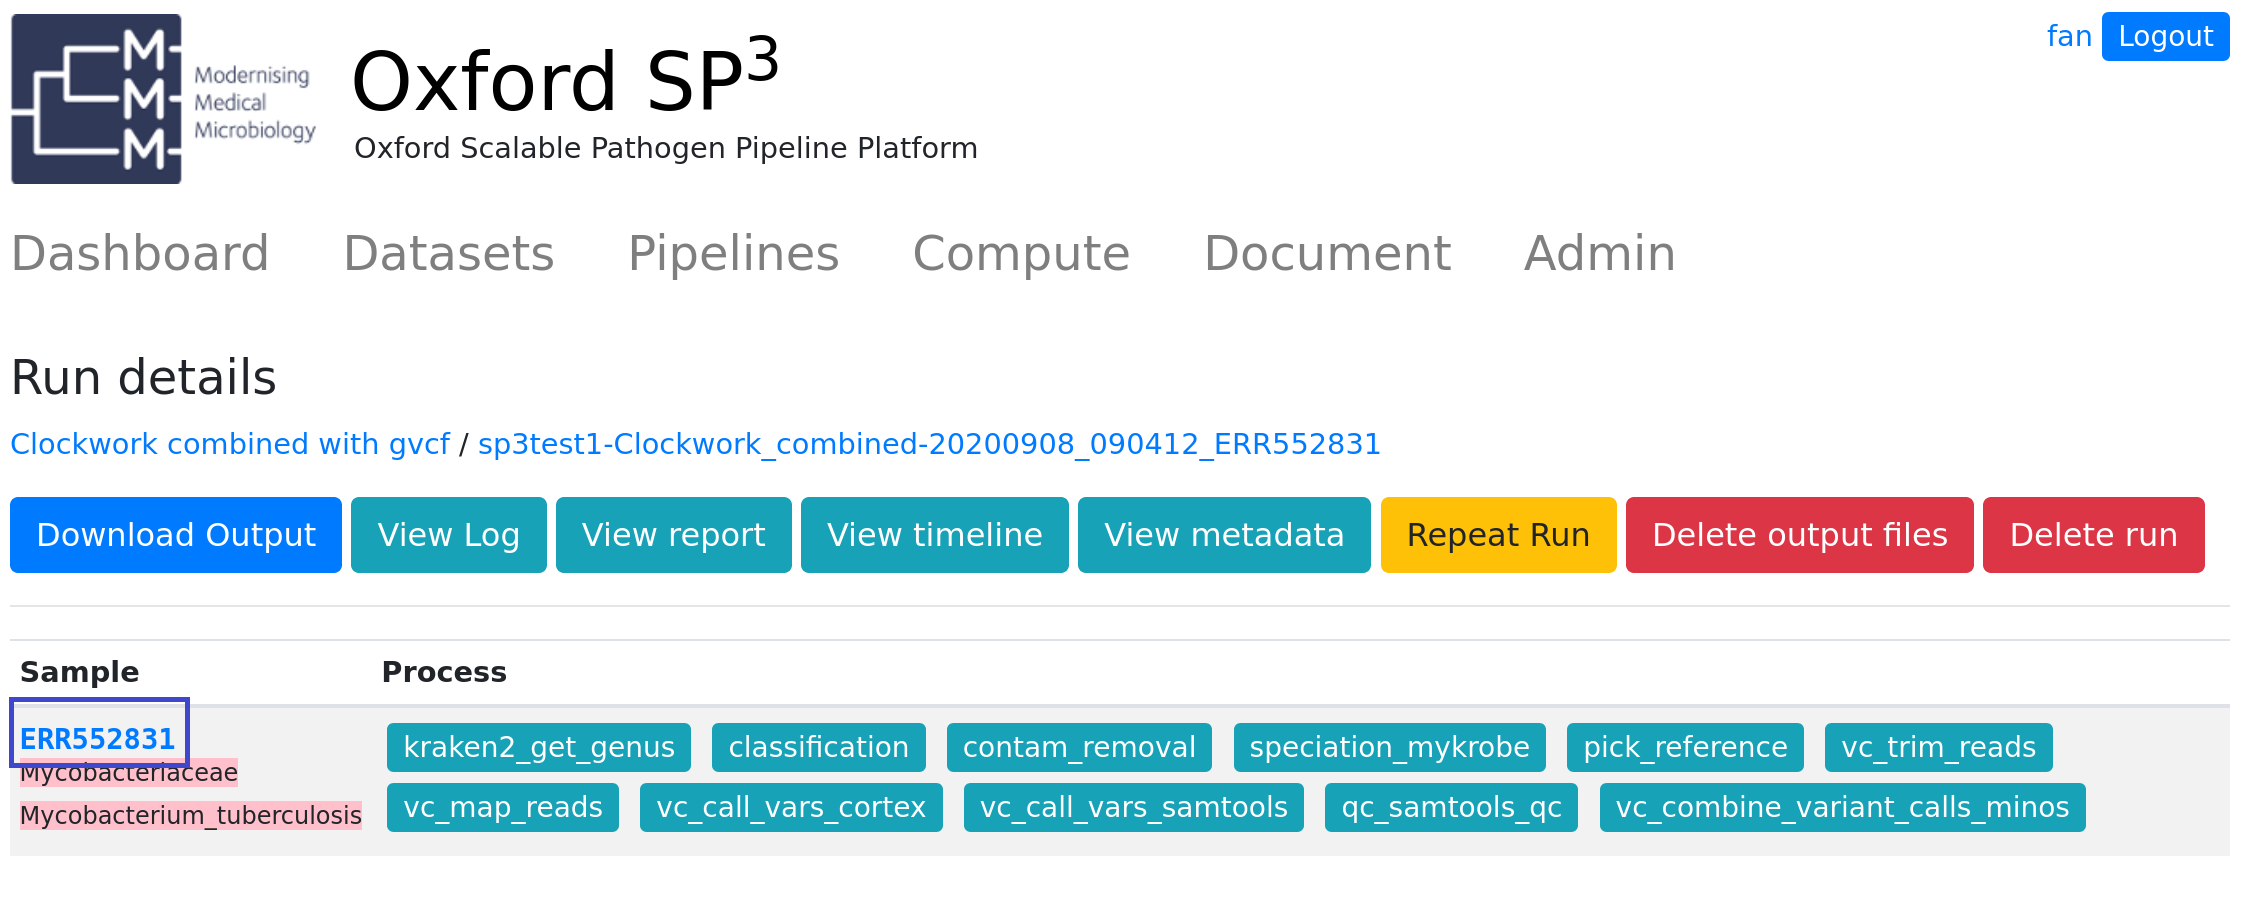 M
M
M
Modernising
Medical
Microbiology
Oxford SP3
Oxford Scalable Pathogen Pipeline Platform
fan Logout
Dashboard Datasets Pipelines Compute Document Admin
Run details
Clockwork combined with gvcf / sp3test1-Clockwork_combined-20200908_090412_ERR552831
Download Output View Log View report View timeline View metadata Repeat Run Delete output files Delete run
Sample Process
ERR552831
Mycobacteriaceae
Mycobacterium_tuberculosis
kraken2_get_genus classification contam_removal speciation_mykrobe pick_reference vc_trim_reads
vc_map_reads vc_call_vars_cortex vc_call_vars_samtools qc_samtools_qc vc_combine_variant_calls_minos